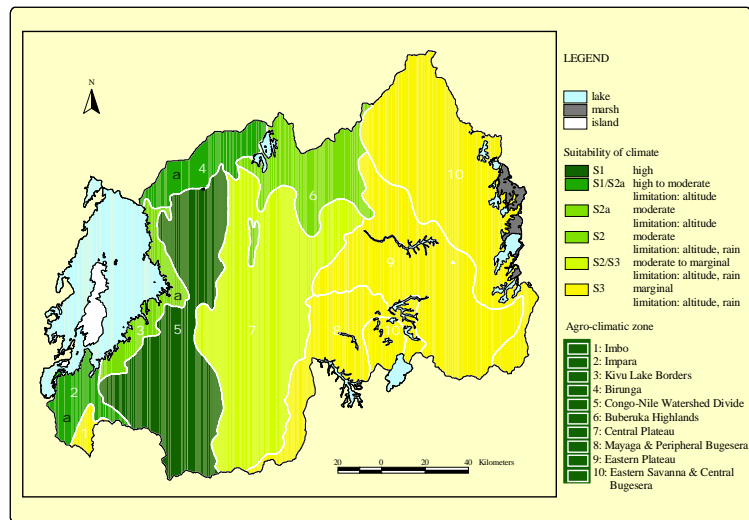 LEGEND
N
lake
marsh
island
Suitability of climate
S1 high
S1/S2a high to moderate
limitation: altitude
S2a moderate
limitation: altitude
S2 moderate
limitation: altitude, rain
S2/S3 moderate to marginal
limitation: altitude, rain
S3 marginal
limitation: altitude, rain
Agro-climatic zone
1: Imbo
2: Impara
3: Kivu Lake Borders
4: Birunga
5: Congo-Nile Watershed Divide
6: Buberuka Highlands
7: Central Plateau
8: Mayaga & Peripheral Bugesera
9: Eastern Plateau
10: Eastern Savanna & Central
Bugesera
a 4
6
10
9
a
3 5 7 8 10
2
a
1
20 0 20 40 Kilometers